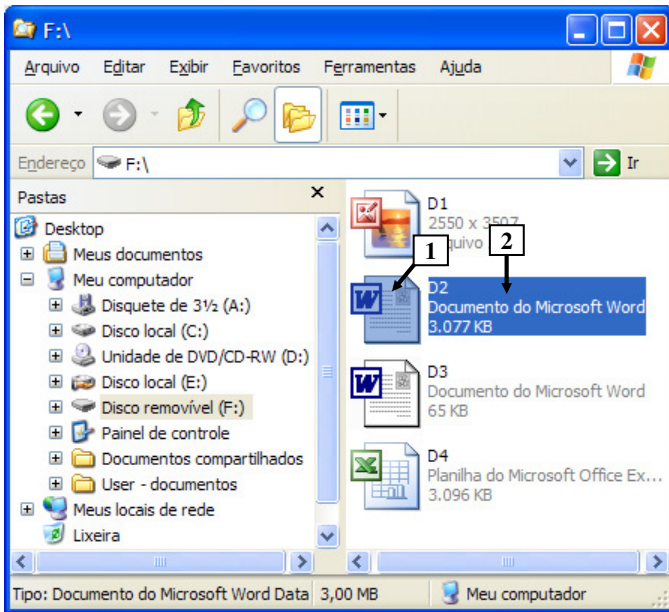 F:\
Arquivo Editar Exibir Favoritos Ferramentas Ajuda
Endereço F:\ Ir
Pastas
Desktop
Meus documentos
Meu computador
Disquete de 3½ (A:)
Disco local (C:)
Unidade de DVD/CD-RW (D:)
Disco local (E:)
Disco removível (F:)
Painel de controle
Documentos compartilhados
User - documentos
Meus locais de rede
Lixeira
D1
2550 x 3507
1 2
D2
Documento do Microsoft Word
3.077 KB
D3
Documento do Microsoft Word
65 KB
D4
Planilha do Microsoft Office Ex...
3.096 KB
Tipo: Documento do Microsoft Word Data 3,00 MB Meu computador